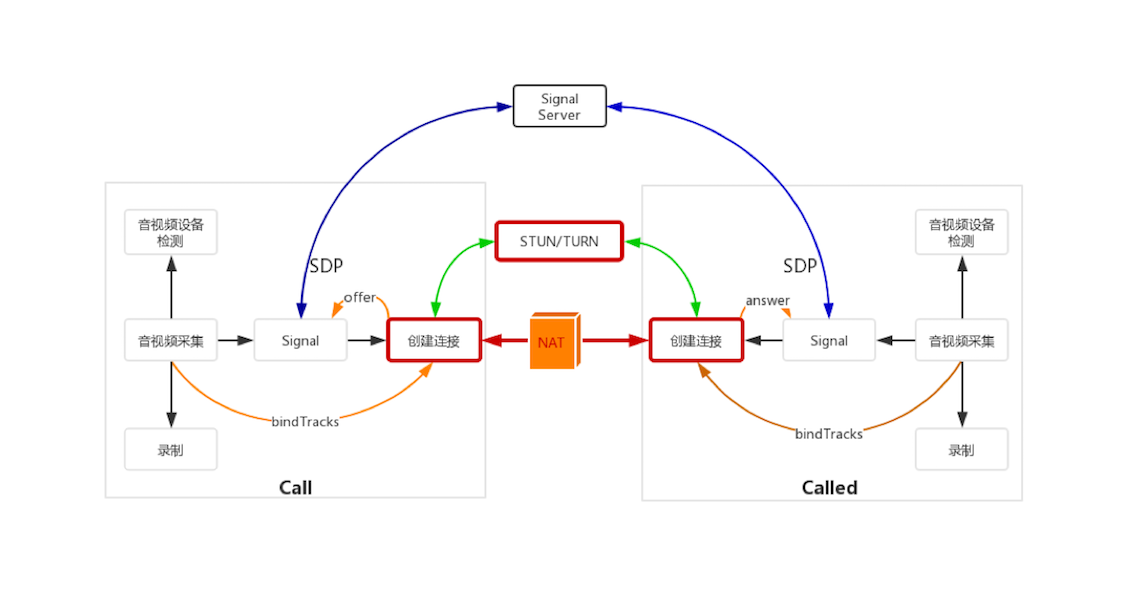 Signal
Server
音视频设备
检测
STUN/TURN
音视频设备
检测
SDP
SDP
offer
answer
音视频采集
Signal
创建连接
NAT
创建连接
Signal
音视频采集
bindTracks
bindTracks
录制
录制
Call
Called